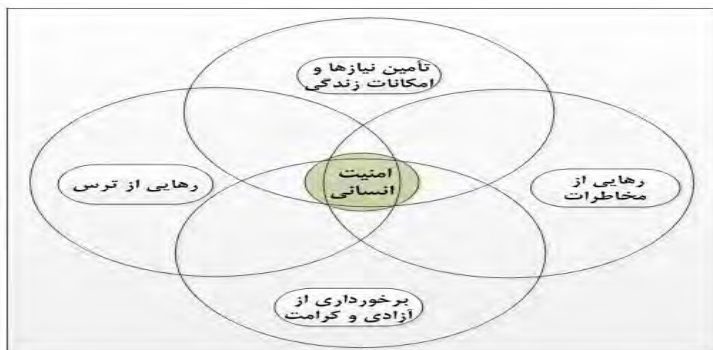 تأمین نیازها و
امکانات زندگی
رهایی از
مخاطرات
امنیت
انسانی
رهایی از ترس
برخورداری از
آزادی و کرامت